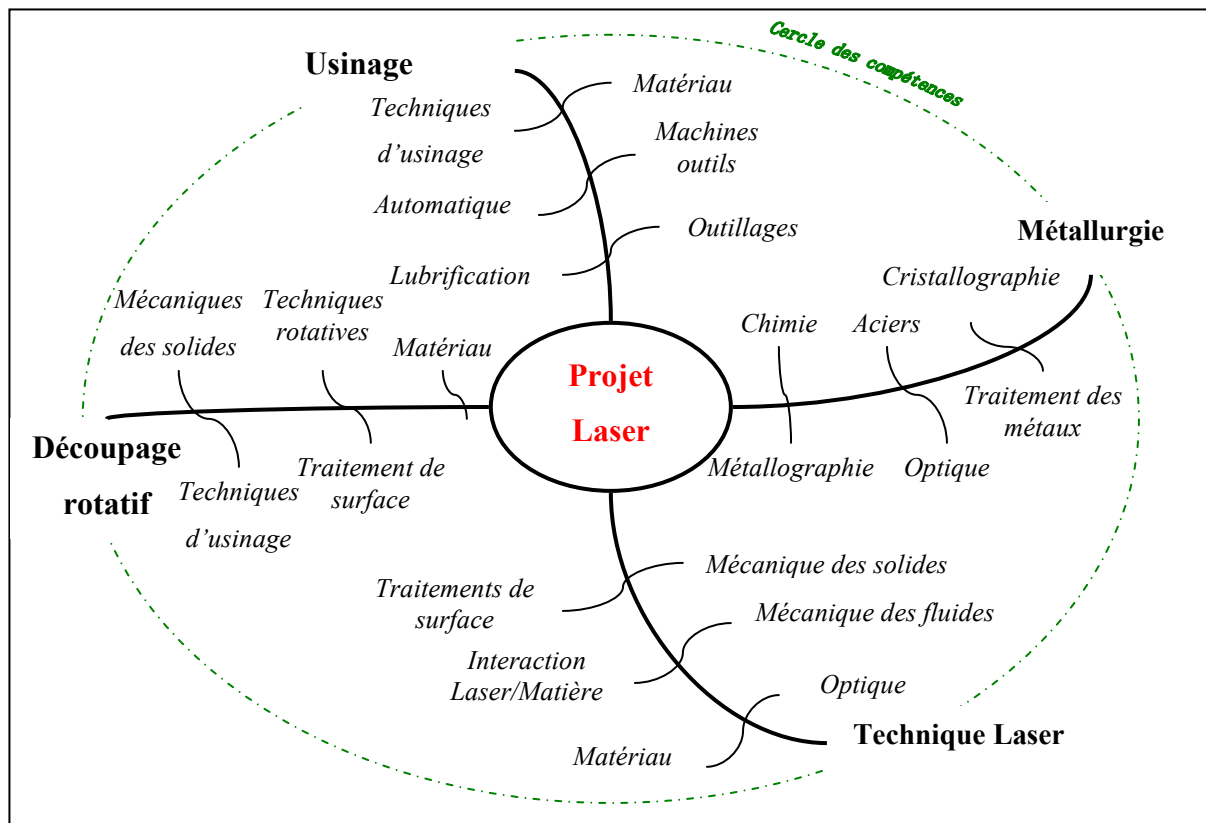 Cercle des compétences
Usinage
Techniques
d'usinage
Matériau
Machines
outils
Automatique
Outillages
Lubrification
Métallurgie
Cristallographie
Chimie
Aciers
Traitement des
métaux
Métallographie
Optique
Mécaniques
des solides
Techniques
rotatives
Matériau
Projet
Laser
Découpage
rotatif
Techniques
d'usinage
Traitement de
surface
Mécanique des solides
Traitements de
surface
Mécanique des fluides
Interaction
Laser/Matière
Optique
Matériau
Technique Laser